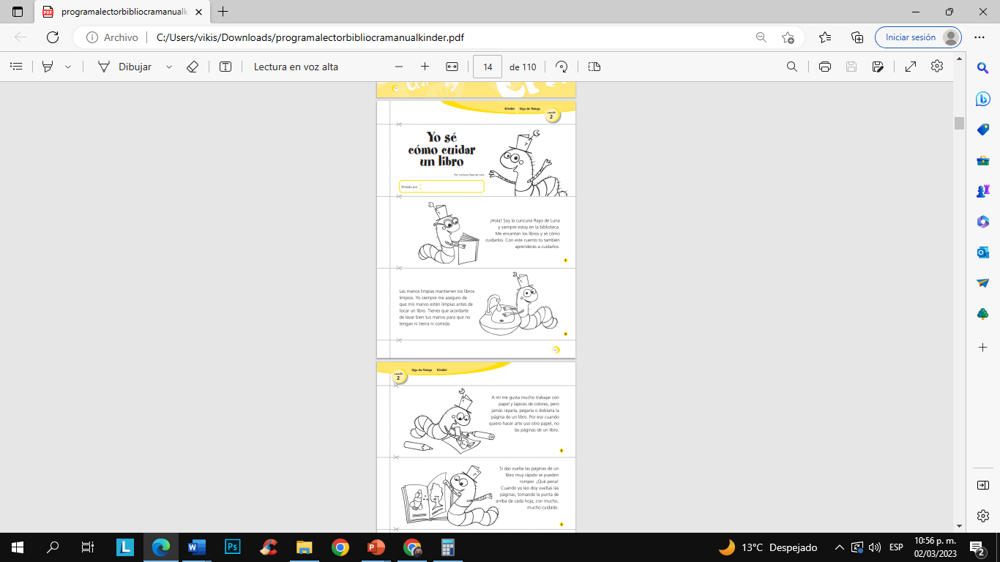 programalectorbibliocramanualk
Archivo
C:/Users/vikis/Downloads/programalectorbibliocramanualkinder.pdf
Iniciar sesión
Dibujar
Lectura en voz alta
14
de 110
Kinder Hoja de Trabajo
Lección
2
Yo sé
cómo cuidar
un libro
Por: cuncuna Rayo de Luna
Pintado por
¡Hola! Soy la cuncuna Rayo de Luna
y siempre estoy en la biblioteca.
Me encantan los libros y sé cómo
cuidarlos. Con este cuento tú también
aprenderás a cuidarlos.
1
Las manos limpias mantienen los libros
limpios. Yo siempre me aseguro de
que mis manos estén limpias antes de
tocar un libro. Tienes que acordarte
de lavar bien tus manos para que no
tengan ni tierra ni comida.
Lección
2
Hoja de Trabajo Kinder
A mí me gusta mucho trabajar con
papel y lápices de colores, pero
jamás rayaría, pegaría o doblaría la
página de un libro. Por eso cuando
quiero hacer arte uso otro papel, no
las páginas de un libro.
Si das vuelta las páginas de un
libro muy rápido se pueden
romper. ¡Qué pena!
Cuando yo leo doy vueltas las
páginas, tomando la punta de
arriba de cada hoja, con mucho,
mucho cuidado.
13°C Despejado
ESP
10:56 p. m.
02/03/2023
2